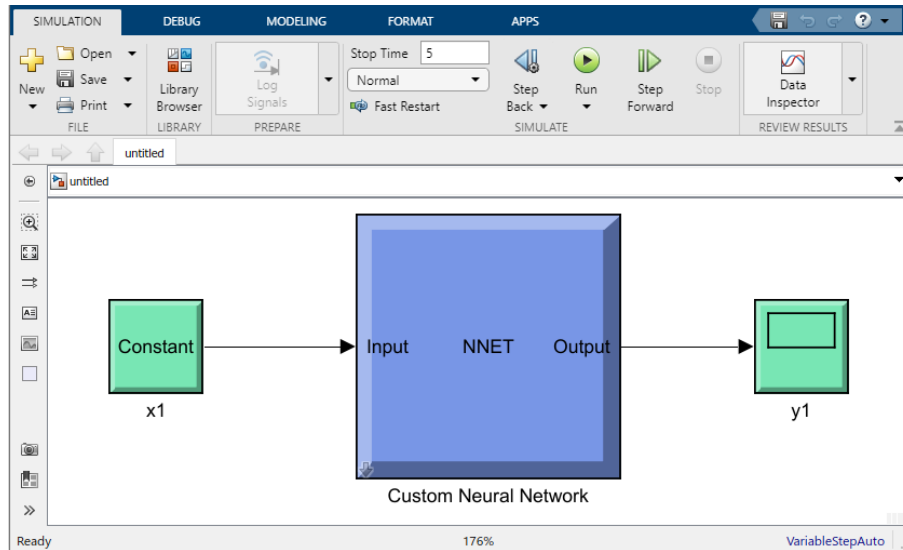 SIMULATION DEBUG MODELING FORMAT APPS
New
Open
Save
Print
FILE
Library
Browser
LIBRARY
Log
Signals
PREPARE
Stop Time 5
Normal
Fast Restart
Step
Back
Run
Step
Forward
Stop
SIMULATE
Data
Inspector
REVIEW RESULTS
untitled
untitled
Constant
x1
Input NNET Output
Custom Neural Network
y1
Ready 176% VariableStepAuto